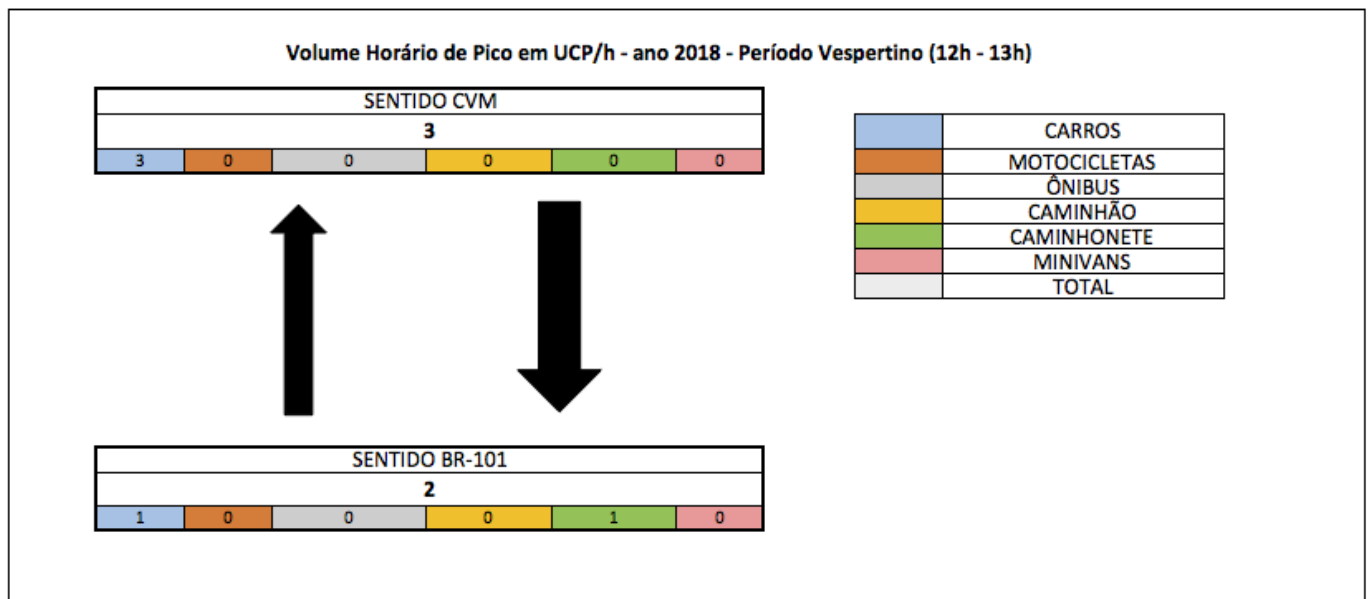 Volume Horário de Pico em UCP/h - ano 2018 - Período Vespertino (12h - 13h)
SENTIDO CVM
3
3 0 0 0 0 0
CARROS
MOTOCICLETAS
ÔNIBUS
CAMINHÃO
CAMINHONETE
MINIVANS
TOTAL
SENTIDO BR-101
2
1 0 0 0 1 0